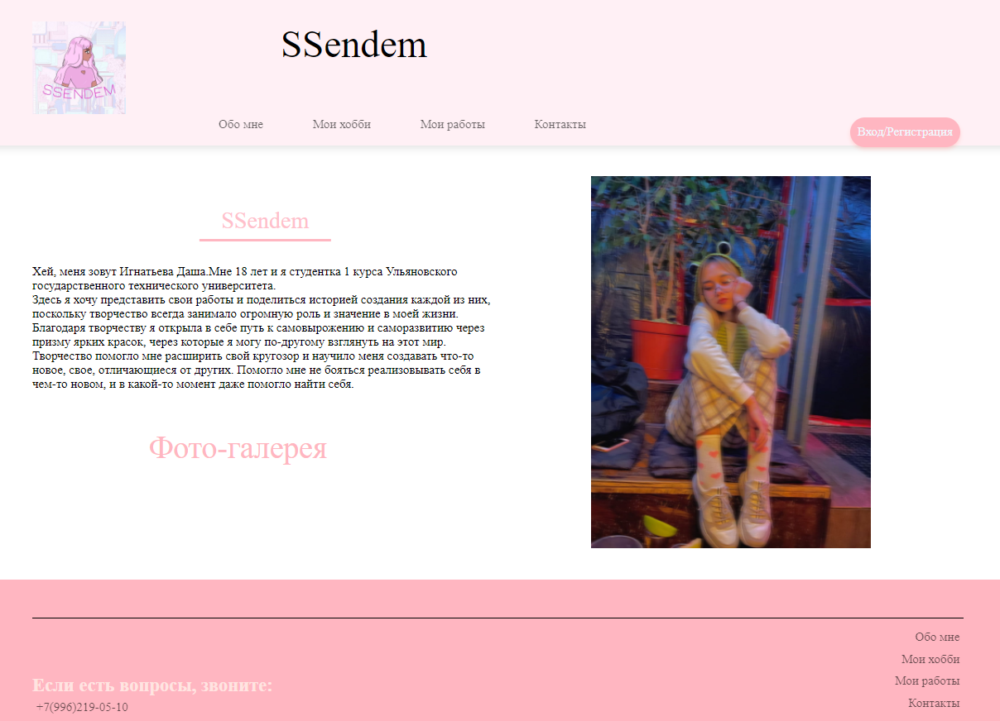 SSENDEM
SSendem
Обо мне
Мои хобби
Мои работы
Контакты
Вход/Регистрация
SSendem
Хей, меня зовут Игнатьева Даша.Мне 18 лет и я студентка 1 курса Ульяновского
государственного технического университета.
Здесь я хочу представить свои работы и поделиться историей создания каждой из них,
поскольку творчество всегда занимало огромную роль и значение в моей жизни.
Благодаря творчеству я открыла в себе путь к самовырожению и саморазвитию через
призму ярких красок, через которые я могу по-другому взглянуть на этот мир.
Творчество помогло мне расширить свой кругозор и научило меня создавать что-то
новое, свое, отличающиеся от других. Помогло мне не бояться реализовывать себя в
чем-то новом, и в какой-то момент даже помогло найти себя.
Фото-галерея
Если есть вопросы, звоните:
+7(996)219-05-10
Обо мне
Мои хобби
Мои работы
Контакты